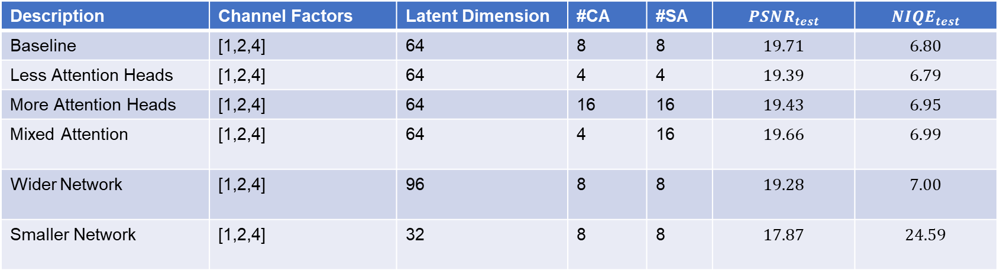 Description Channel Factors Latent Dimension #CA #SA PSNR_test NIQE_test
Baseline [1,2,4] 64 8 8 19.71 6.80
Less Attention Heads [1,2,4] 64 4 4 19.39 6.79
More Attention Heads [1,2,4] 64 16 16 19.43 6.95
Mixed Attention [1,2,4] 64 4 16 19.66 6.99
Wider Network [1,2,4] 96 8 8 19.28 7.00
Smaller Network [1,2,4] 32 8 8 17.87 24.59